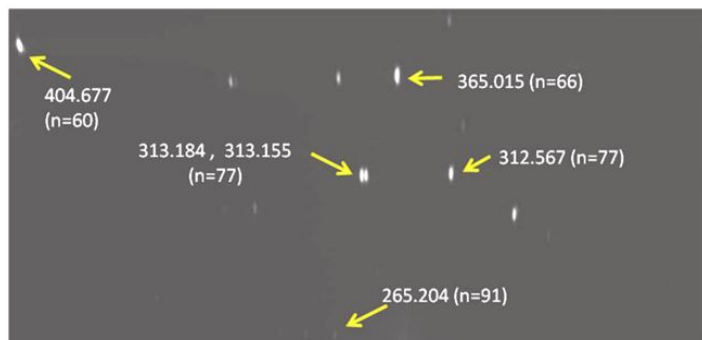 404.677
(n=60)
365.015 (n=66)
313.184 , 313.155
(n=77)
312.567 (n=77)
265.204 (n=91)